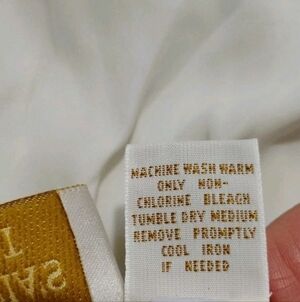 MACHINE WASH WARM
ONLY NON-
CHLORINE BLEACH
TUMBLE DRY MEDIUM
REMOVE PROMPTLY
COOL IRON
IF NEEDED